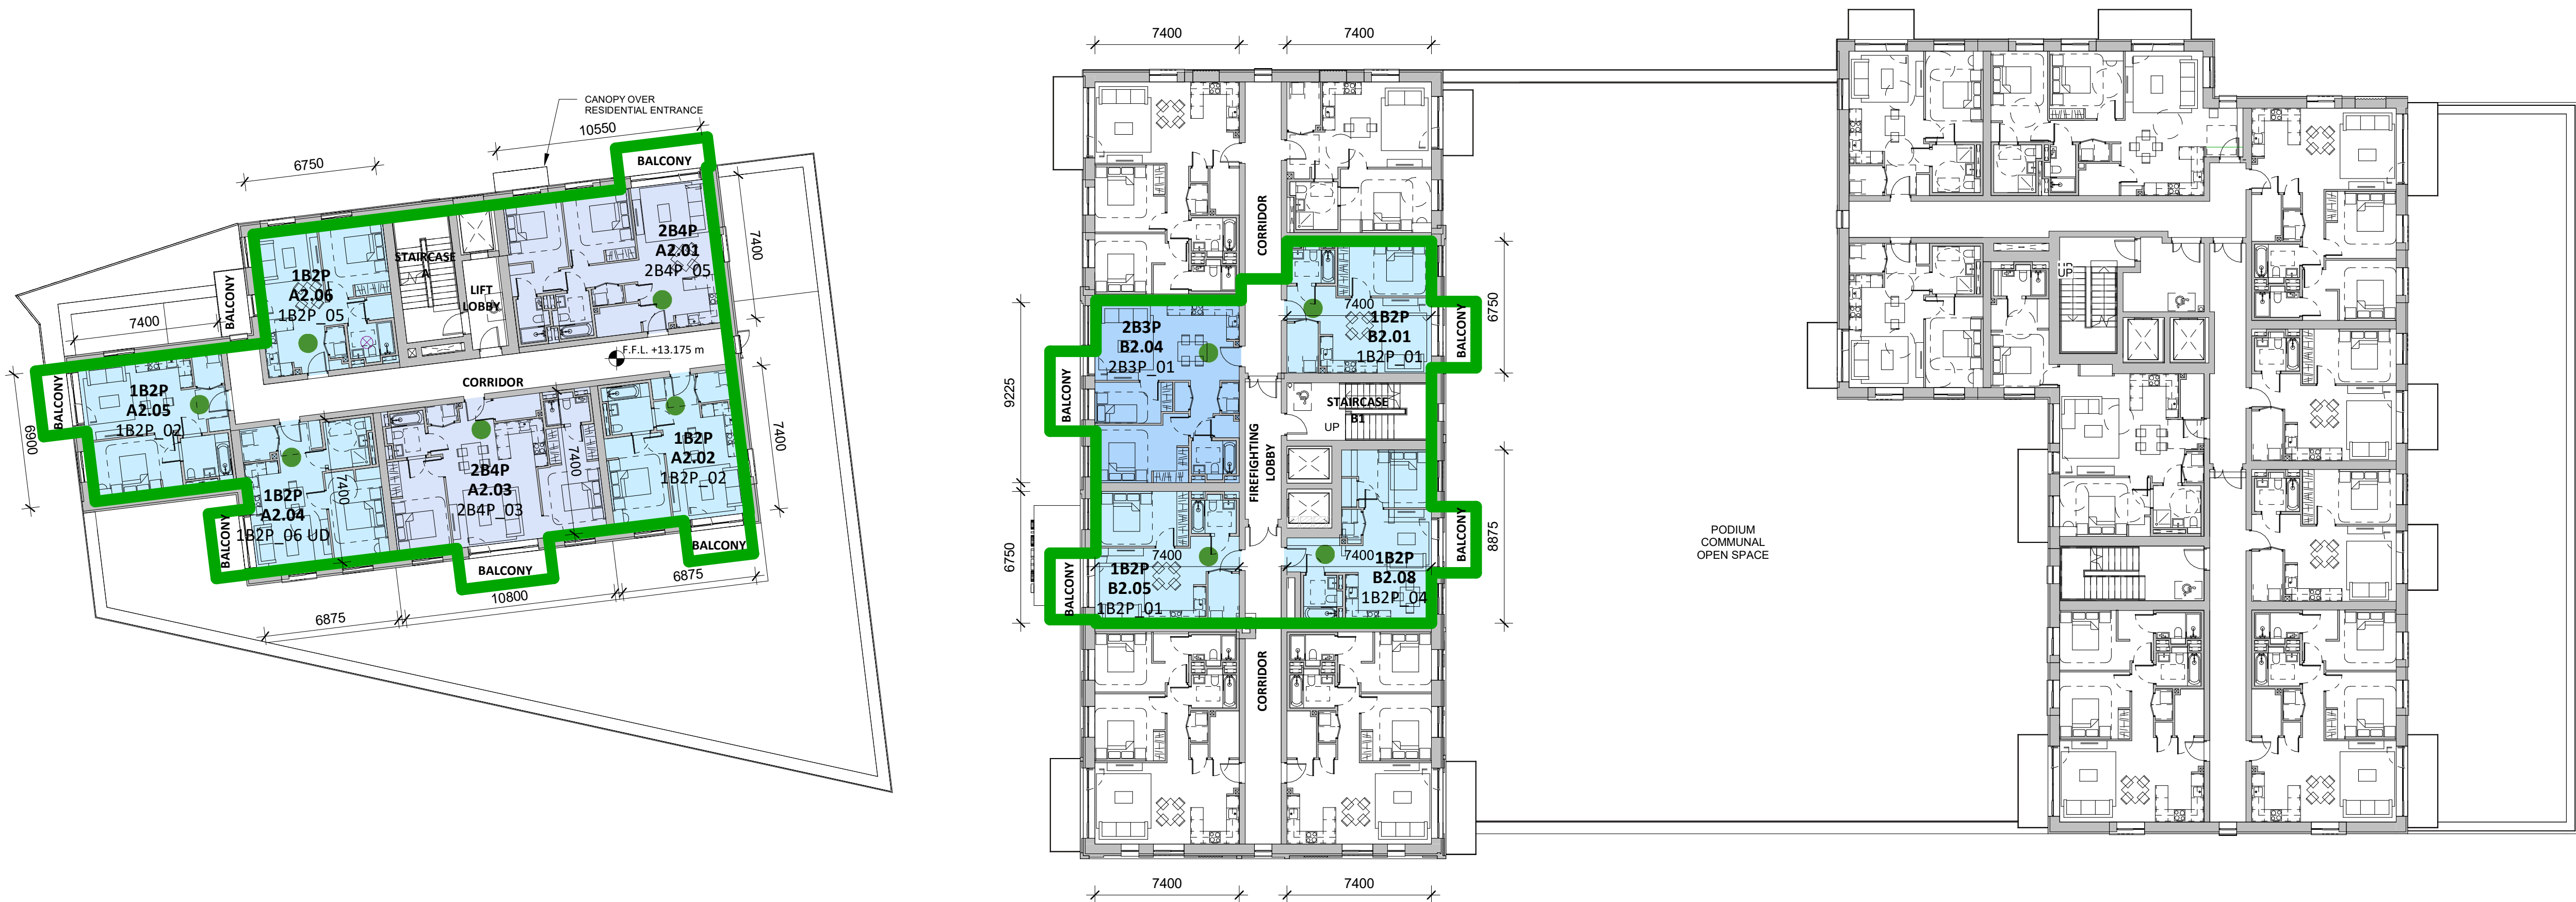 CANOPY OVER
RESIDENTIAL ENTRANCE
10550
6750
BALCONY
7400
2B4P
A2.01
2B4P_05
STAIRCASE
A
LIFT
LOBBY
1B2P
A2.06
1B2P_05
BALCONY
7400
F.F.L. +13.175 m
CORRIDOR
BALCONY
1B2P
A2.05
1B2P_02
6900
1B2P
A2.04
1B2P_06 UD
7400
BALCONY
2B4P
A2.03
2B4P_03
7400
1B2P
A2.02
1B2P_02
7400
BALCONY
BALCONY
6875
10800
6875
7400
7400
CORRIDOR
2B3P
B2.04
2B3P_01
7400
1B2P
B2.01
1B2P_01
BALCONY
6750
9225
BALCONY
STAIRCASE
B1
UP
FIREFIGHTING
LOBBY
6750
BALCONY
7400
1B2P
B2.05
1B2P_01
7400
1B2P
B2.08
1B2P_04
BALCONY
8875
CORRIDOR
7400
7400
PODIUM
COMMUNAL
OPEN SPACE
UP